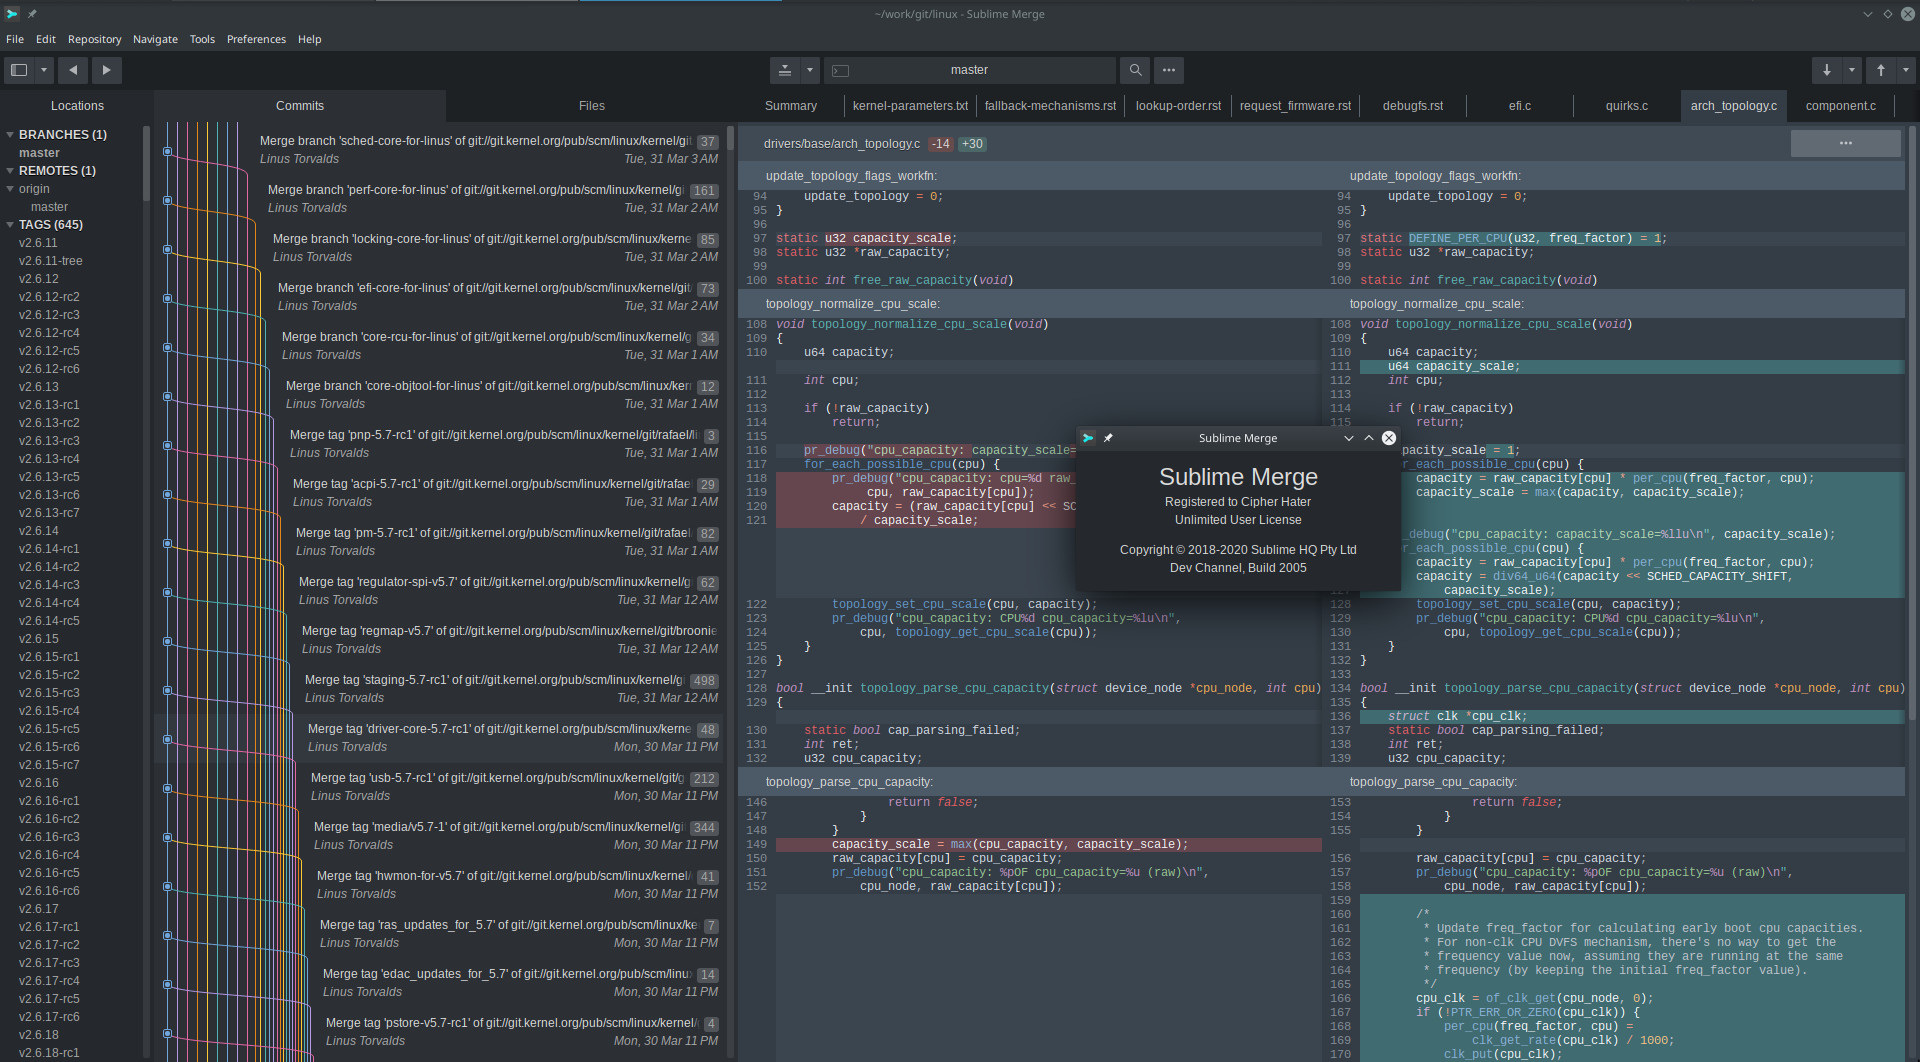 ~/work/git/linux - Sublime Merge
File Edit Repository Navigate Tools Preferences Help
master
Locations
Commits
Files
Summary kernel-parameters.txt fallback-mechanisms.rst lookup-order.rst request_firmware.rst debugfs.rst efi.c quirks.c arch_topology.c component.c
BRANCHES (1)
master
REMOTES (1)
origin
master
TAGS (645)
v2.6.11
v2.6.11-tree
v2.6.12
v2.6.12-rc2
v2.6.12-rc3
v2.6.12-rc4
v2.6.12-rc5
v2.6.12-rc6
v2.6.13
v2.6.13-rc1
v2.6.13-rc2
v2.6.13-rc3
v2.6.13-rc4
v2.6.13-rc5
v2.6.13-rc6
v2.6.13-rc7
v2.6.14
v2.6.14-rc1
v2.6.14-rc2
v2.6.14-rc3
v2.6.14-rc4
v2.6.14-rc5
v2.6.15
v2.6.15-rc1
v2.6.15-rc2
v2.6.15-rc3
v2.6.15-rc4
v2.6.15-rc5
v2.6.15-rc6
v2.6.15-rc7
v2.6.16
v2.6.16-rc1
v2.6.16-rc2
v2.6.16-rc3
v2.6.16-rc4
v2.6.16-rc5
v2.6.16-rc6
v2.6.17
v2.6.17-rc1
v2.6.17-rc2
v2.6.17-rc3
v2.6.17-rc4
v2.6.17-rc5
v2.6.17-rc6
v2.6.18
v2.6.18-rc1
Merge branch 'sched-core-for-linus' of git://git.kernel.org/pub/scm/linux/kernel/git 37
Linus Torvalds Tue, 31 Mar 3 AM
Merge branch 'perf-core-for-linus' of git://git.kernel.org/pub/scm/linux/kernel/gi 161
Linus Torvalds Tue, 31 Mar 2 AM
Merge branch 'locking-core-for-linus' of git://git.kernel.org/pub/scm/linux/kerne 85
Linus Torvalds Tue, 31 Mar 2 AM
Merge branch 'efi-core-for-linus' of git://git.kernel.org/pub/scm/linux/kernel/git 73
Linus Torvalds Tue, 31 Mar 2 AM
Merge branch 'core-rcu-for-linus' of git://git.kernel.org/pub/scm/linux/kernel/g 34
Linus Torvalds Tue, 31 Mar 1 AM
Merge branch 'core-objtool-for-linus' of git://git.kernel.org/pub/scm/linux/ker 12
Linus Torvalds Tue, 31 Mar 1 AM
Merge tag 'pnp-5.7-rc1' of git://git.kernel.org/pub/scm/linux/kernel/git/rafael/li 3
Linus Torvalds Tue, 31 Mar 1 AM
Merge tag 'acpi-5.7-rc1' of git://git.kernel.org/pub/scm/linux/kernel/git/rafae 29
Linus Torvalds Tue, 31 Mar 1 AM
Merge tag 'pm-5.7-rc1' of git://git.kernel.org/pub/scm/linux/kernel/git/rafael 82
Linus Torvalds Tue, 31 Mar 1 AM
Merge tag 'regulator-spi-v5.7' of git://git.kernel.org/pub/scm/linux/kernel/g 62
Linus Torvalds Tue, 31 Mar 12 AM
Merge tag 'regmap-v5.7' of git://git.kernel.org/pub/scm/linux/kernel/git/broonie
Linus Torvalds Tue, 31 Mar 12 AM
Merge tag 'staging-5.7-rc1' of git://git.kernel.org/pub/scm/linux/kernel/gi 498
Linus Torvalds Tue, 31 Mar 12 AM
Merge tag 'driver-core-5.7-rc1' of git://git.kernel.org/pub/scm/linux/kerne 48
Linus Torvalds Mon, 30 Mar 11 PM
Merge tag 'usb-5.7-rc1' of git://git.kernel.org/pub/scm/linux/kernel/git/g 212
Linus Torvalds Mon, 30 Mar 11 PM
Merge tag 'media/v5.7-1' of git://git.kernel.org/pub/scm/linux/kernel/gi 344
Linus Torvalds Mon, 30 Mar 11 PM
Merge tag 'hwmon-for-v5.7' of git://git.kernel.org/pub/scm/linux/kernel/ 41
Linus Torvalds Mon, 30 Mar 11 PM
Merge tag 'ras_updates_for_5.7' of git://git.kernel.org/pub/scm/linux/ke 7
Linus Torvalds Mon, 30 Mar 11 PM
Merge tag 'edac_updates_for_5.7' of git://git.kernel.org/pub/scm/linu 14
Linus Torvalds Mon, 30 Mar 11 PM
Merge tag 'pstore-v5.7-rc1' of git://git.kernel.org/pub/scm/linux/kernel/ 4
Linus Torvalds Mon, 30 Mar 11 PM
drivers/base/arch_topology.c -14 +30
update_topology_flags_workfn:
94 update_topology = 0;
95 }
96
97 static u32 capacity_scale;
98 static u32 *raw_capacity;
99
100 static int free_raw_capacity(void)
topology_normalize_cpu_scale:
108 void topology_normalize_cpu_scale(void)
109 {
110 u64 capacity;
111 int cpu;
112
113 if (!raw_capacity)
114 return;
115
116 pr_debug("cpu_capacity: capacity_scale=
117 for_each_possible_cpu(cpu) {
118 pr_debug("cpu_capacity: cpu=%d raw_
119 cpu, raw_capacity[cpu]);
120 capacity = (raw_capacity[cpu] << SC
121 / capacity_scale;
122 topology_set_cpu_scale(cpu, capacity);
123 pr_debug("cpu_capacity: CPU%d cpu_capacity=%lu\n",
124 cpu, topology_get_cpu_scale(cpu));
125 }
126 }
127
128 bool __init topology_parse_cpu_capacity(struct device_node *cpu_node, int cpu)
129 {
130 static bool cap_parsing_failed;
131 int ret;
132 u32 cpu_capacity;
topology_parse_cpu_capacity:
146 return false;
147 }
148 }
149 capacity_scale = max(cpu_capacity, capacity_scale);
150 raw_capacity[cpu] = cpu_capacity;
151 pr_debug("cpu_capacity: %pOF cpu_capacity=%u (raw)\n",
152 cpu_node, raw_capacity[cpu]);
update_topology_flags_workfn:
94 update_topology = 0;
95 }
96
97 static DEFINE_PER_CPU(u32, freq_factor) = 1;
98 static u32 *raw_capacity;
99
100 static int free_raw_capacity(void)
topology_normalize_cpu_scale:
108 void topology_normalize_cpu_scale(void)
109 {
110 u64 capacity;
111 u64 capacity_scale;
112 int cpu;
113
114 if (!raw_capacity)
115 return;
pacity_scale = 1;
r_each_possible_cpu(cpu) {
capacity = raw_capacity[cpu] * per_cpu(freq_factor, cpu);
capacity_scale = max(capacity, capacity_scale);
_debug("cpu_capacity: capacity_scale=%llu\n", capacity_scale);
r_each_possible_cpu(cpu) {
capacity = raw_capacity[cpu] * per_cpu(freq_factor, cpu);
capacity = div64_u64(capacity << SCHED_CAPACITY_SHIFT,
capacity_scale);
128 topology_set_cpu_scale(cpu, capacity);
129 pr_debug("cpu_capacity: CPU%d cpu_capacity=%lu\n",
130 cpu, topology_get_cpu_scale(cpu));
131 }
132 }
133
134 bool __init topology_parse_cpu_capacity(struct device_node *cpu_node, int cpu)
135 {
136 struct clk *cpu_clk;
137 static bool cap_parsing_failed;
138 int ret;
139 u32 cpu_capacity;
topology_parse_cpu_capacity:
153 return false;
154 }
155 }
156 raw_capacity[cpu] = cpu_capacity;
157 pr_debug("cpu_capacity: %pOF cpu_capacity=%u (raw)\n",
158 cpu_node, raw_capacity[cpu]);
159
160 /*
161 * Update freq_factor for calculating early boot cpu capacities.
162 * For non-clk CPU DVFS mechanism, there's no way to get the
163 * frequency value now, assuming they are running at the same
164 * frequency (by keeping the initial freq_factor value).
165 */
166 cpu_clk = of_clk_get(cpu_node, 0);
167 if (!PTR_ERR_OR_ZERO(cpu_clk)) {
168 per_cpu(freq_factor, cpu) =
169 clk_get_rate(cpu_clk) / 1000;
170 clk_put(cpu_clk);
Sublime Merge
Sublime Merge
Registered to Cipher Hater
Unlimited User License
Copyright © 2018-2020 Sublime HQ Pty Ltd
Dev Channel, Build 2005